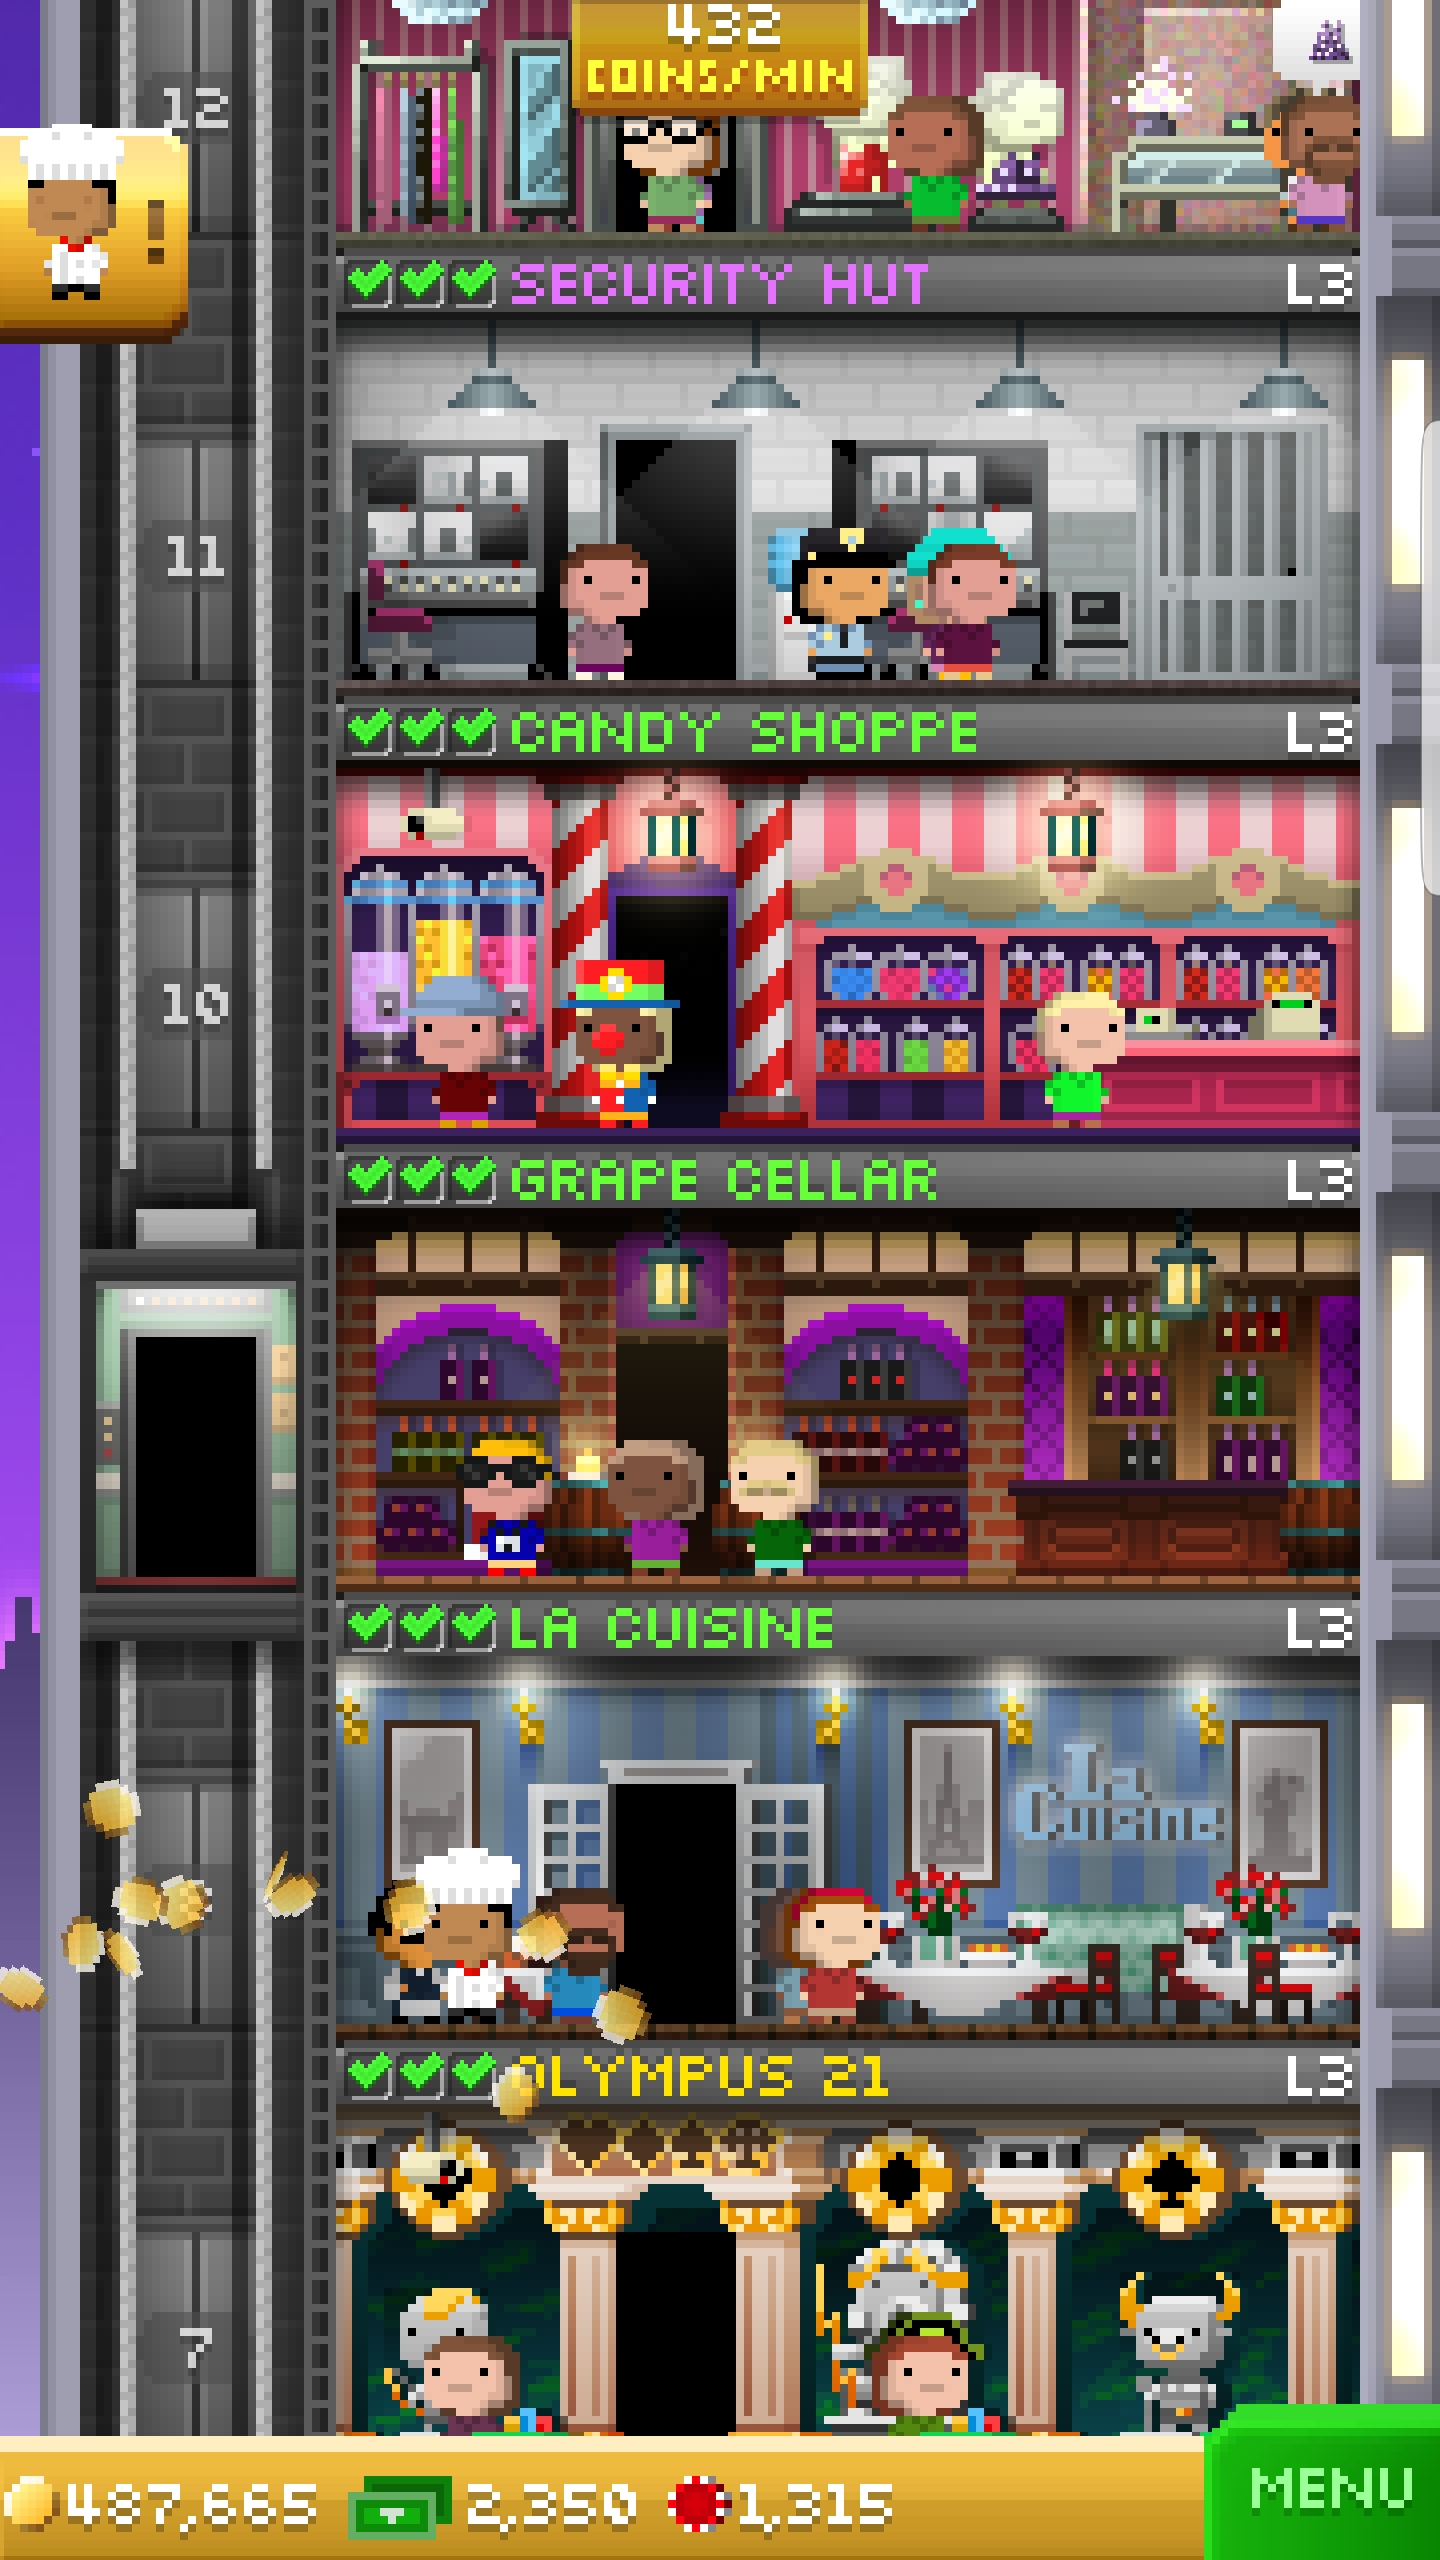 432
COINS/MIN
12
!
SECURITY HUT L3
11
CANDY SHOPPE L3
10
GRAPE CELLAR L3
LA CUISINE L3
La
Cuisine
OLYMPUS 21 L3
7
487,665 2,350 1,315
MENU